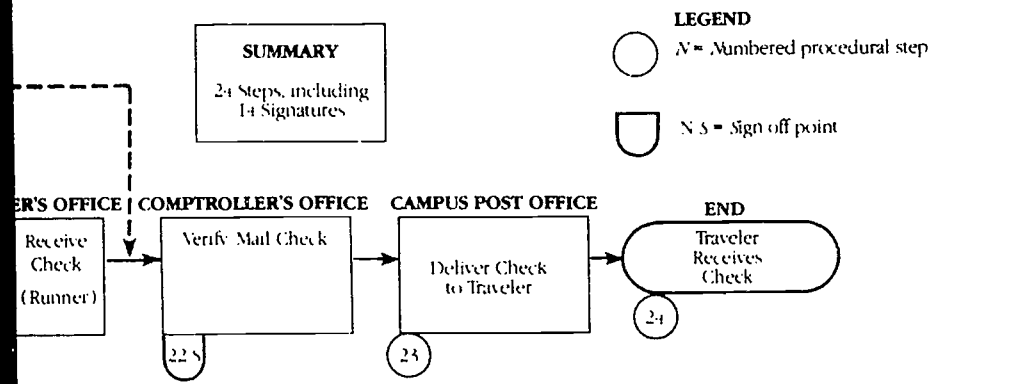 LEGEND
N = Numbered procedural step
N S = Sign off point
SUMMARY
24 Steps, including
14 Signatures
ER'S OFFICE
Receive
Check
(Runner)
COMPTROLLER'S OFFICE
Verify Mail Check
22 S
CAMPUS POST OFFICE
Deliver Check
to Traveler
23
END
Traveler
Receives
Check
24